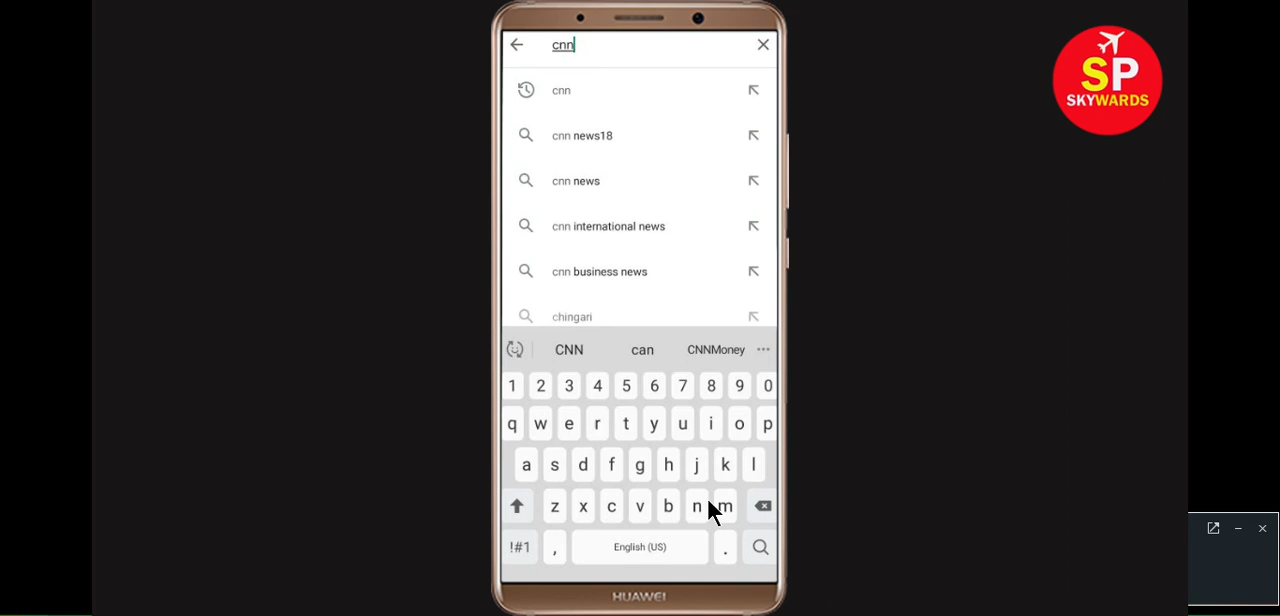 cnn
cnn
cnn news18
cnn news
cnn international news
cnn business news
chingari
CNN can CNNMoney
1 2 3 4 5 6 7 8 9 0
q w e r t y u i o p
a s d f g h j k l
z x c v b n m
!#1 , English (US) .
HUAWEI
SP
SKYWARDS